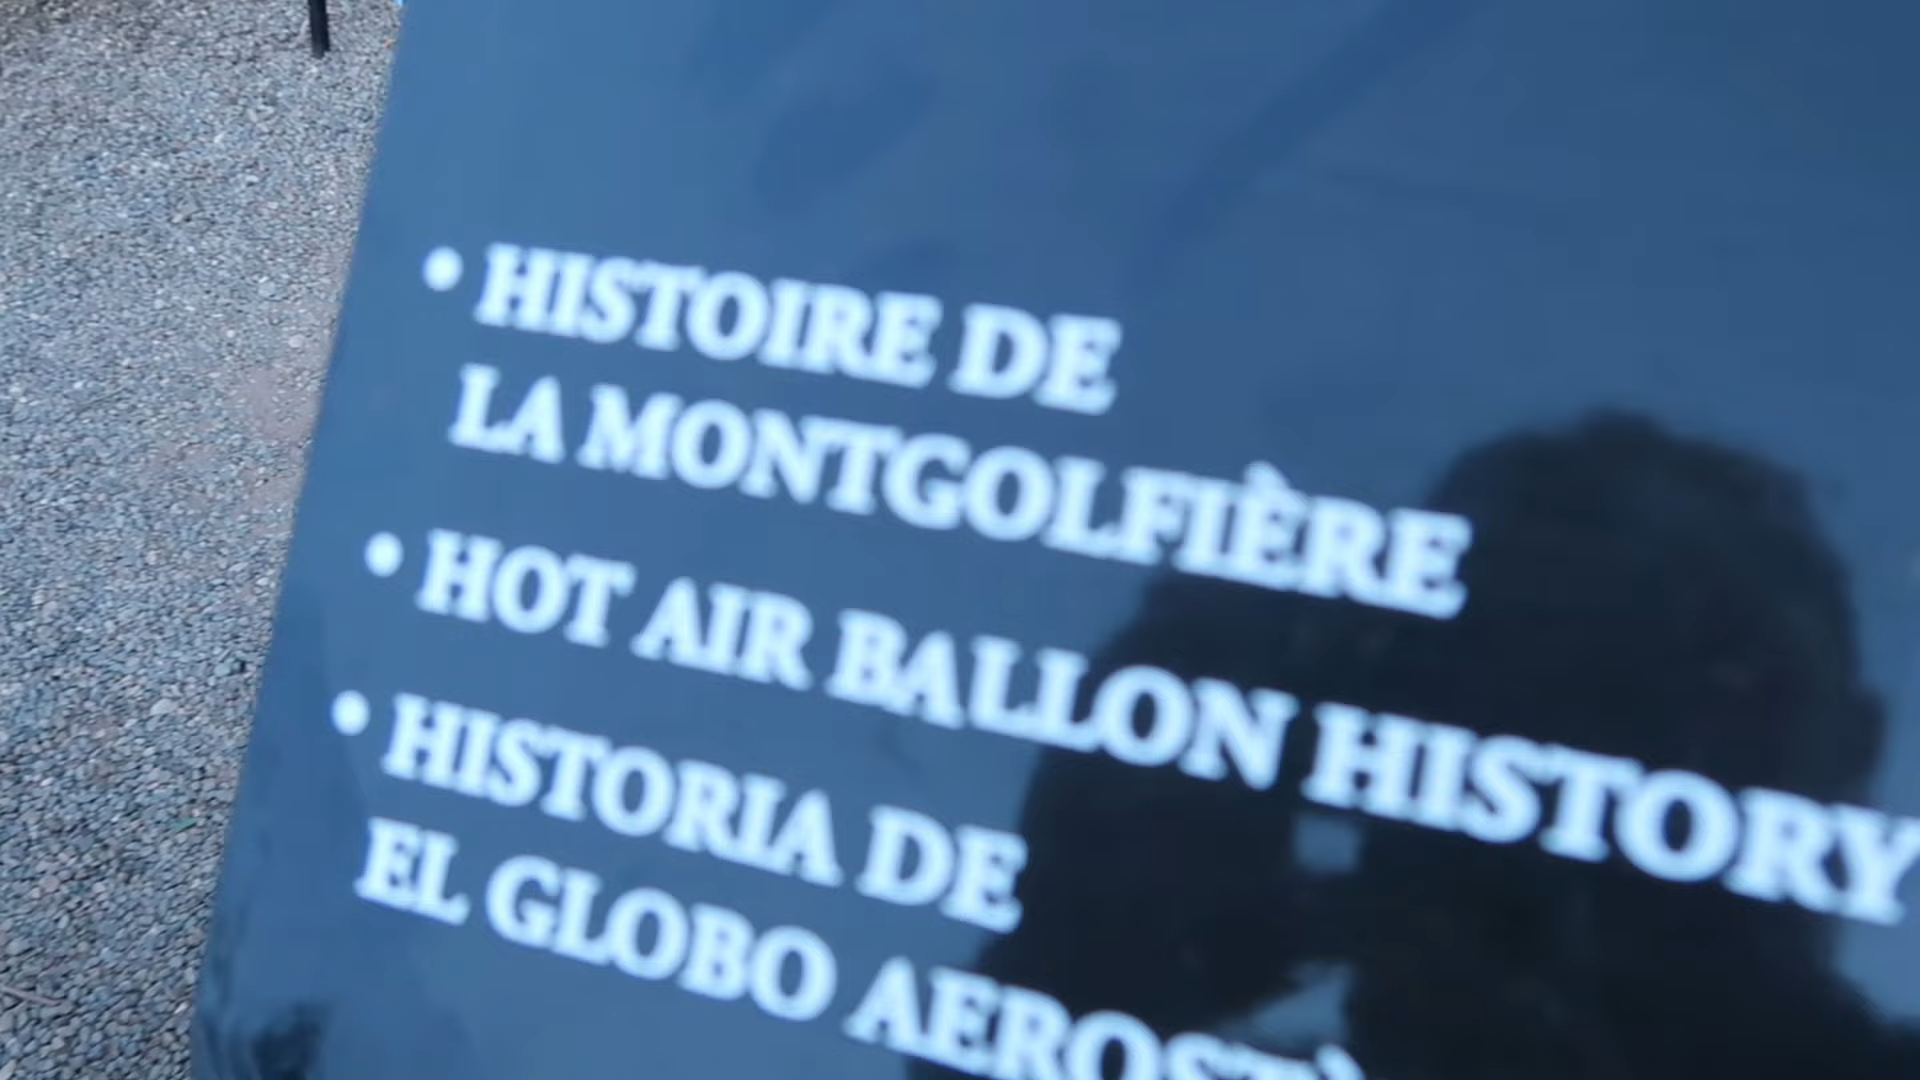 • HISTOIRE DE
LA MONTGOLFIÈRE
• HOT AIR BALLON HISTORY
• HISTORIA DE
EL GLOBO